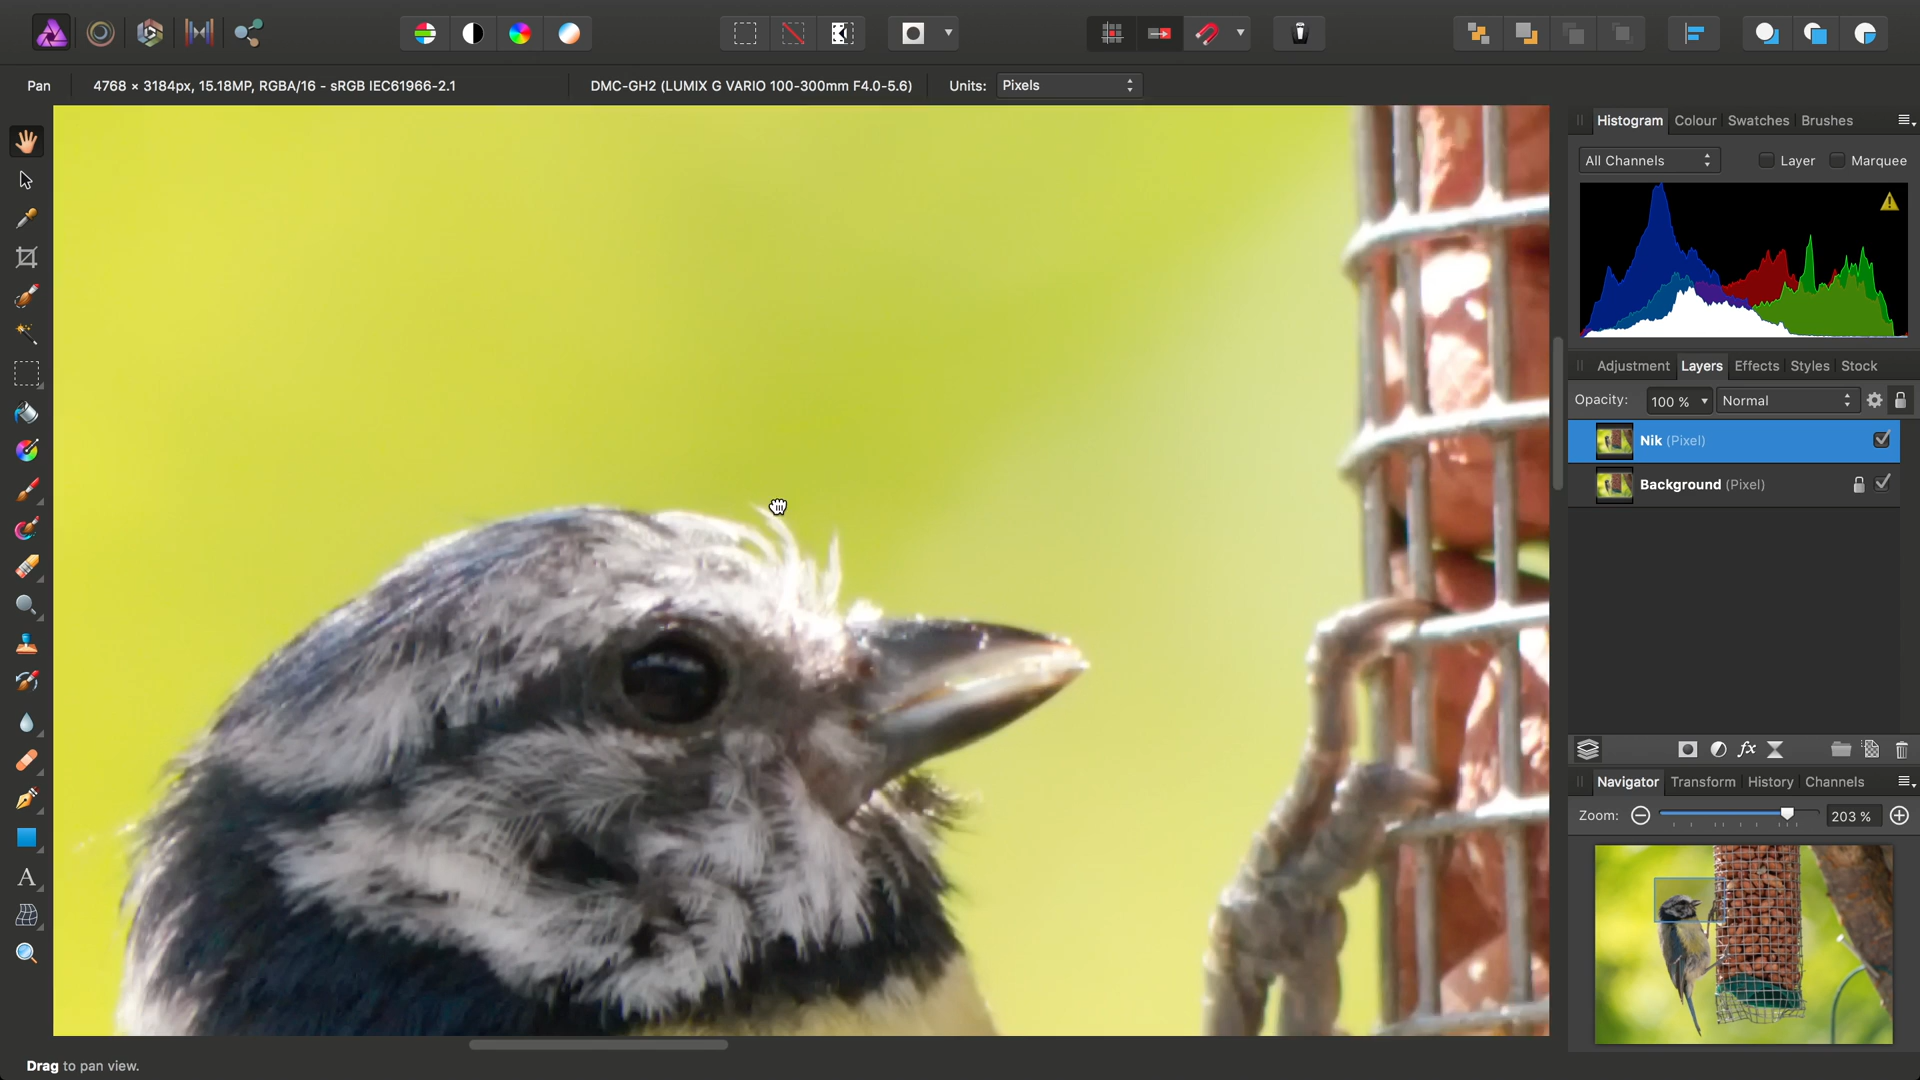 Pan
4768 × 3184px, 15.18MP, RGBA/16 - sRGB IEC61966-2.1
DMC-GH2 (LUMIX G VARIO 100-300mm F4.0-5.6)
Units: Pixels
Histogram Colour Swatches Brushes
All Channels Layer Marquee
Adjustment Layers Effects Styles Stock
Opacity: 100 % Normal
Nik (Pixel)
Background (Pixel)
fx
Navigator Transform History Channels
Zoom: 203 %
A
Drag to pan view.